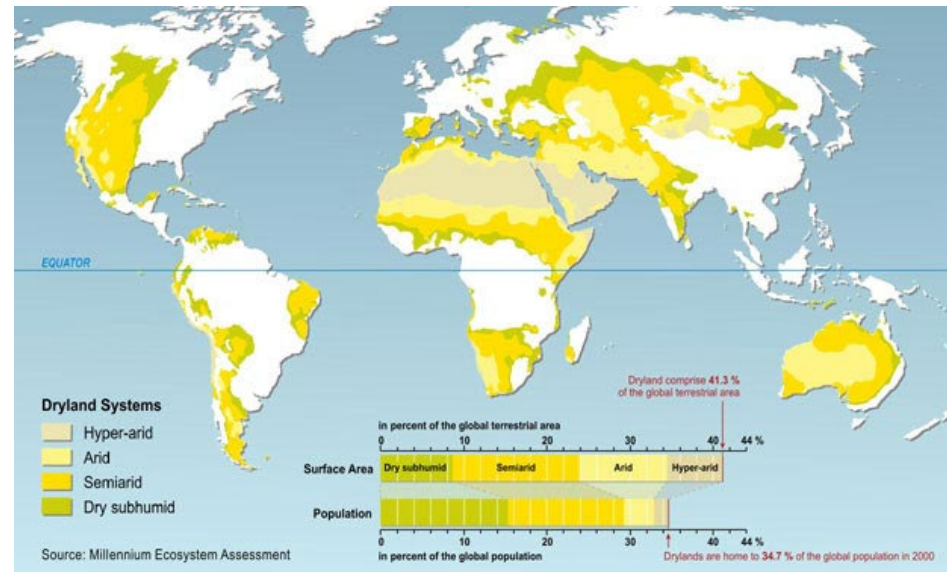 EQUATOR
Dryland Systems
Hyper-arid
Arid
Semiarid
Dry subhumid
Source: Millennium Ecosystem Assessment
Dryland comprise 41.3 %
of the global terrestrial area
in percent of the global terrestrial area
0 10 20 30 40 44 %
Surface Area Dry subhumid Semiarid Arid Hyper-arid
Population
0 10 20 30 40 44 %
in percent of the global population
Drylands are home to 34.7 % of the global population in 2000